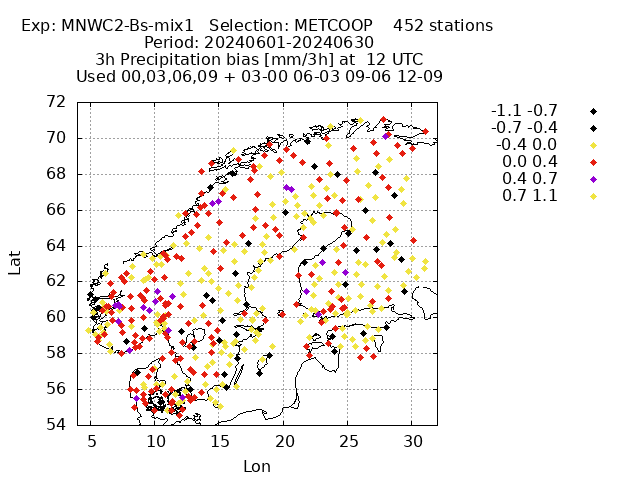 Exp: MNWC2-Bs-mix1   Selection: METCOOP    452 stations
Period: 20240601-20240630
3h Precipitation bias [mm/3h] at  12 UTC
Used 00,03,06,09 + 03-00 06-03 09-06 12-09
72
70
68
66
64
62
60
58
56
54
Lat
5 10 15 20 25 30
Lon
-1.1 -0.7
-0.7 -0.4
-0.4 0.0
0.0 0.4
0.4 0.7
0.7 1.1